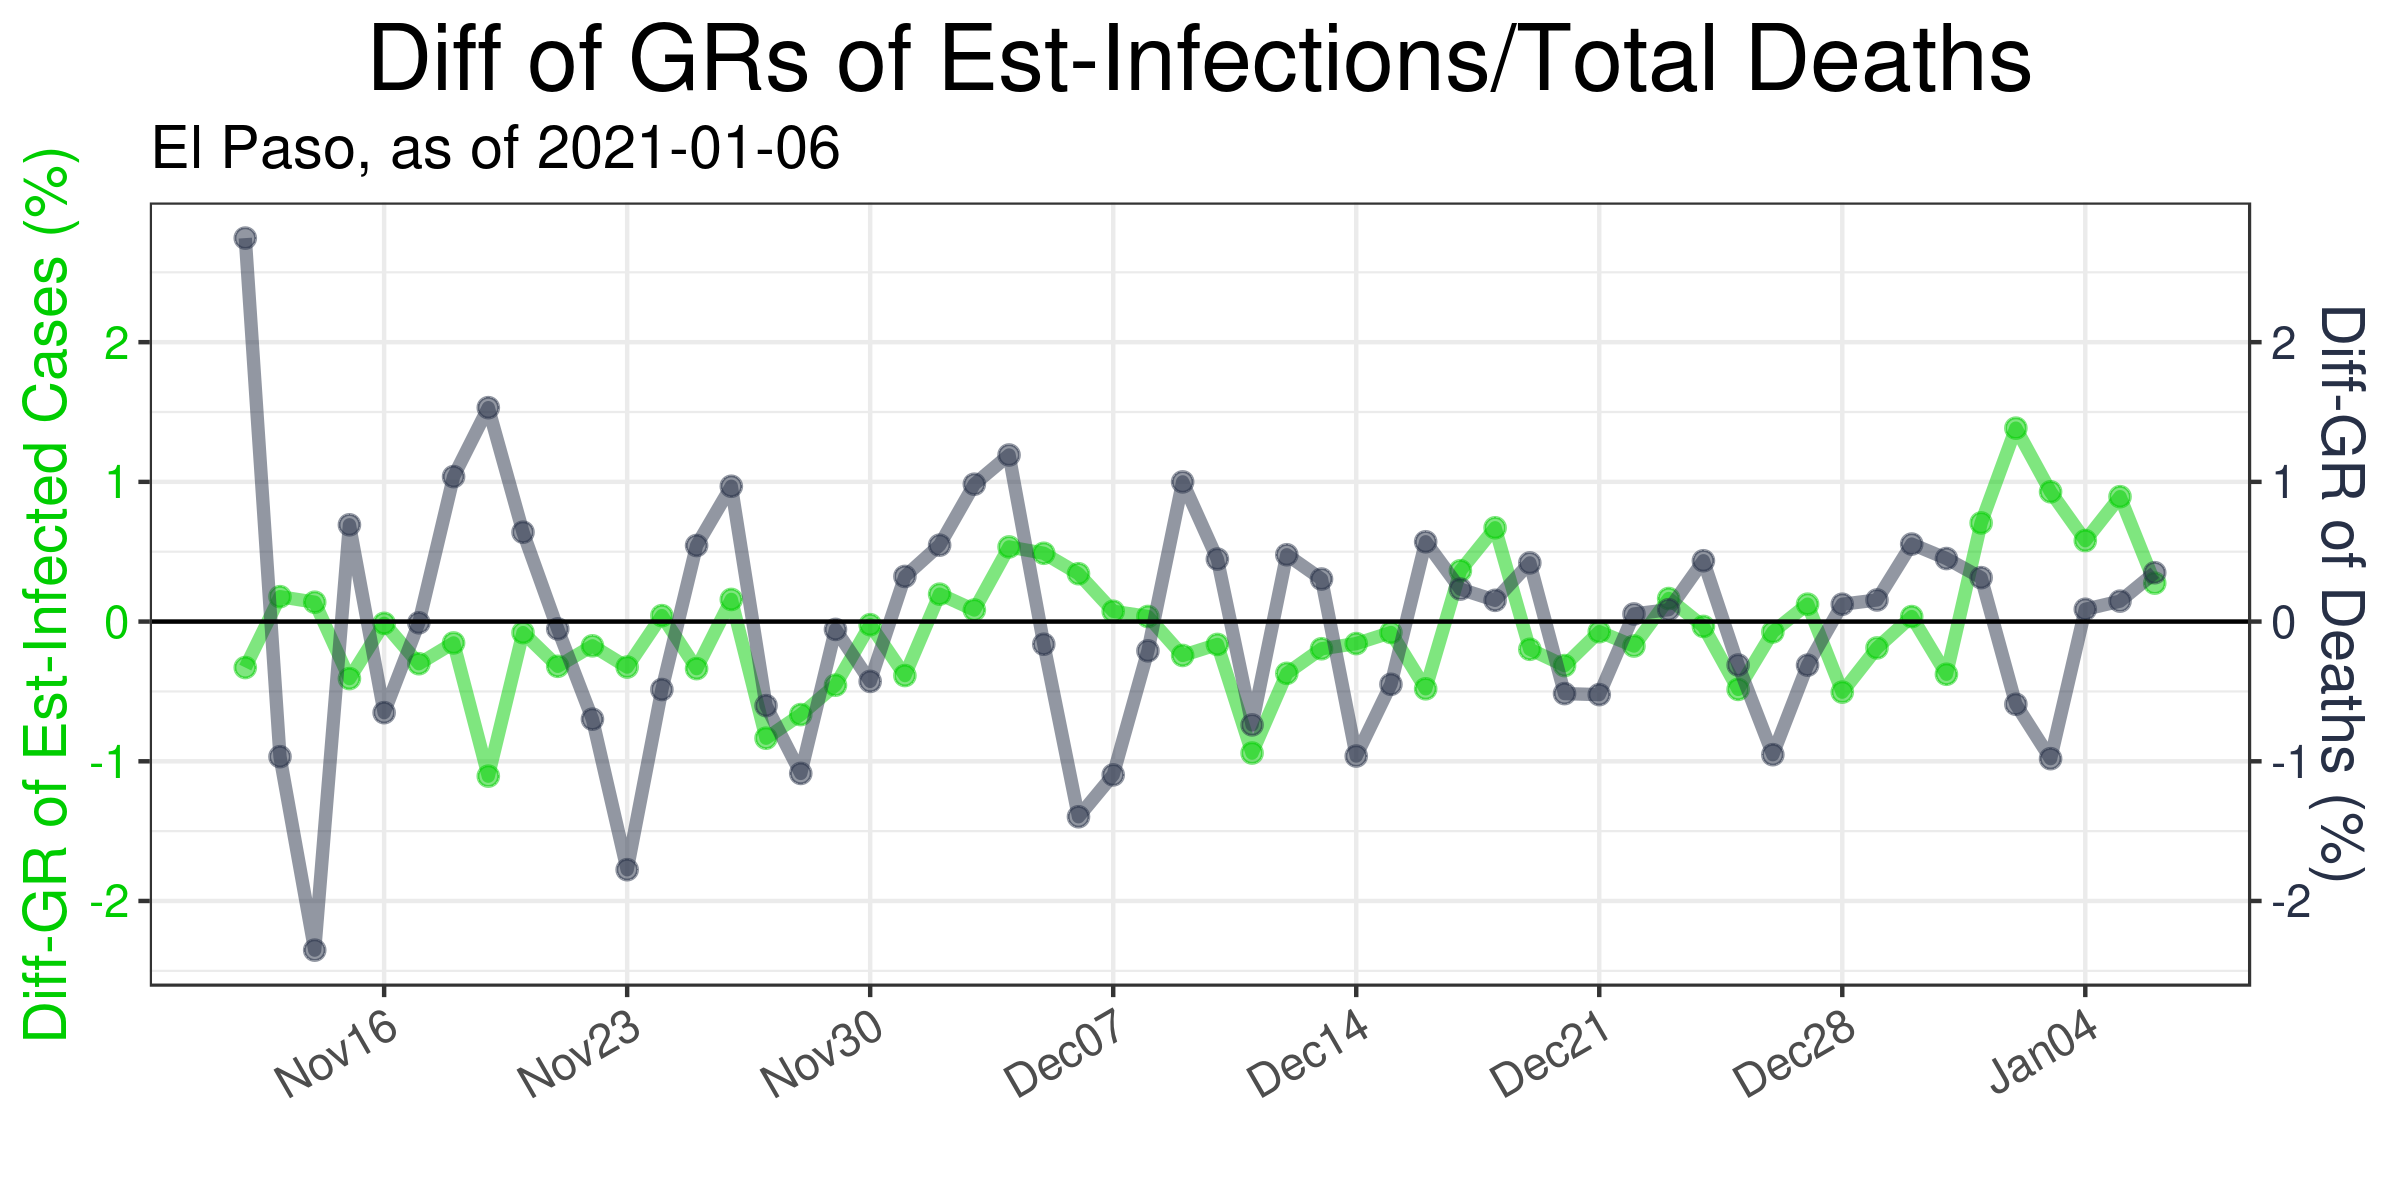 Diff of GRs of Est-Infections/Total Deaths
El Paso, as of 2021-01-06
Diff-GR of Est-Infected Cases (%)
2
1
0
-1
-2
2
1
0
-1
-2
Diff-GR of Deaths (%)
Nov16
Nov23
Nov30
Dec07
Dec14
Dec21
Dec28
Jan04